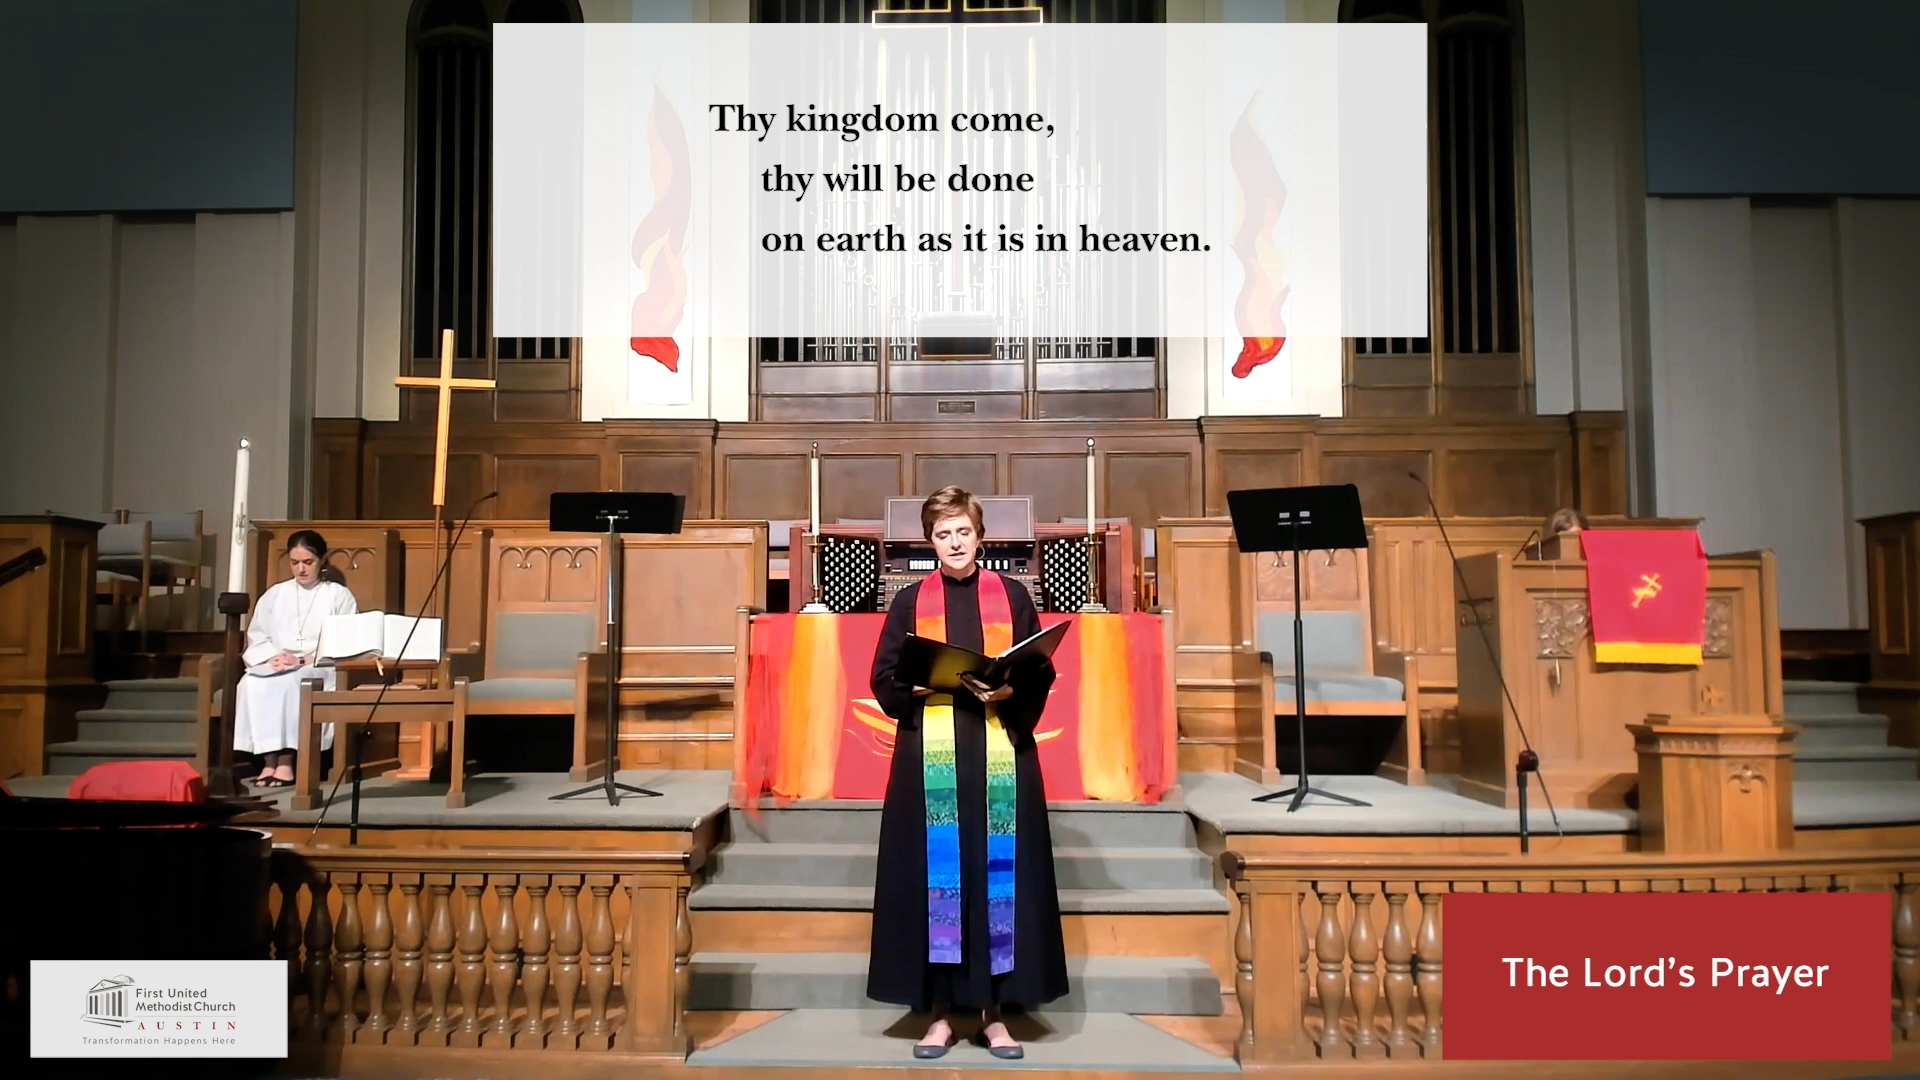 Thy kingdom come,
thy will be done
on earth as it is in heaven.
The Lord's Prayer
First United
Methodist Church
AUSTIN
Transformation Happens Here